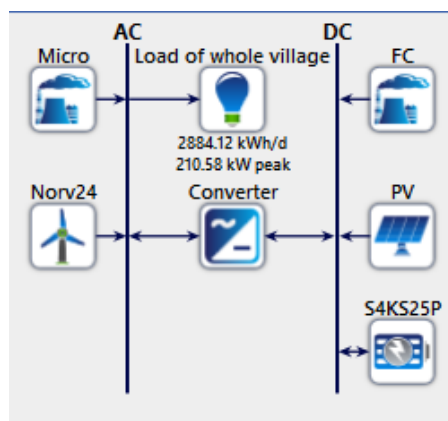 AC DC
Micro Load of whole village FC
2884.12 kWh/d
210.58 kW peak
Norv24 Converter PV
S4KS25P